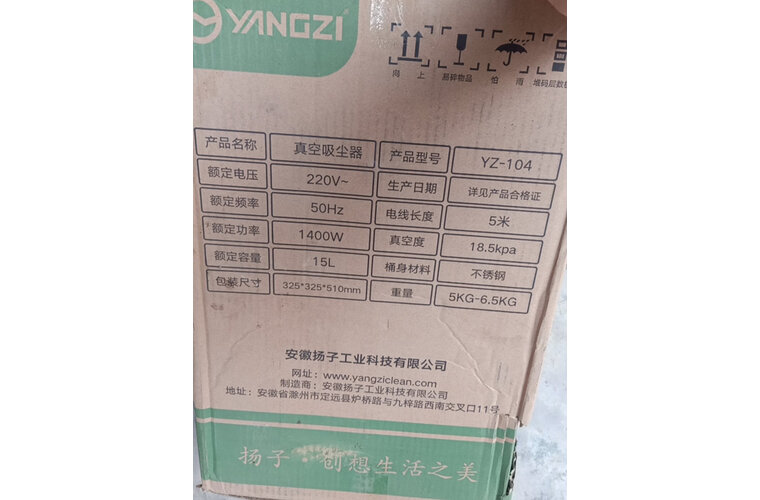 YANGZI
向 上 易碎物品 怕 雨 堆码层数
产品名称 真空吸尘器 产品型号 YZ-104
额定电压 220V~ 生产日期 详见产品合格证
额定频率 50Hz 电线长度 5米
额定功率 1400W 真空度 18.5kpa
额定容量 15L 桶身材料 不锈钢
包装尺寸 325*325*510mm 重量 5KG-6.5KG
安徽扬子工业科技有限公司
网址：www.yangziclean.com
制造商：安徽扬子工业科技有限公司
地址：安徽省滁州市定远县炉桥路与九梓路西南交叉口11号
扬子 创想生活之美